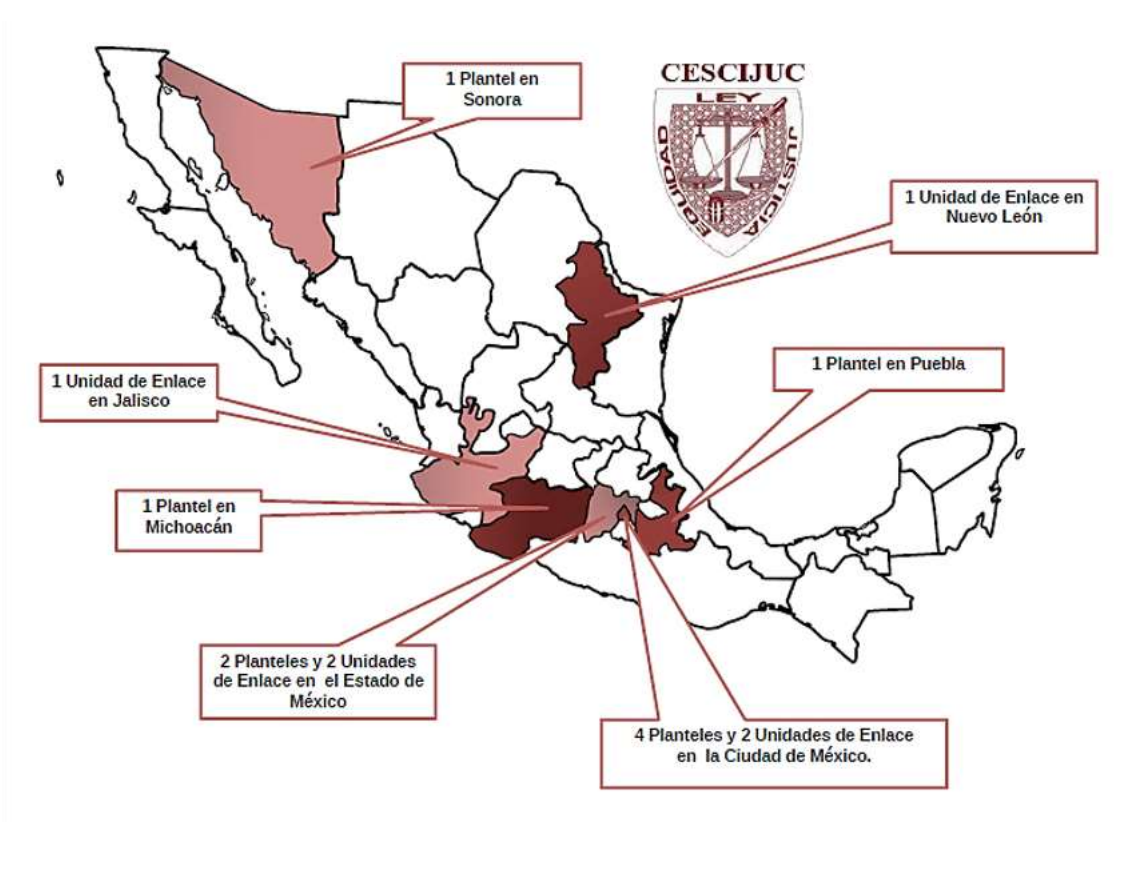 1 Plantel en
Sonora
CESCIJUC
LEY
EQUIDAD
JUSTICIA
1 Unidad de Enlace en
Nuevo León
1 Plantel en Puebla
1 Unidad de Enlace
en Jalisco
1 Plantel en
Michoacán
2 Planteles y 2 Unidades
de Enlace en el Estado de
México
4 Planteles y 2 Unidades de Enlace
en la Ciudad de México.